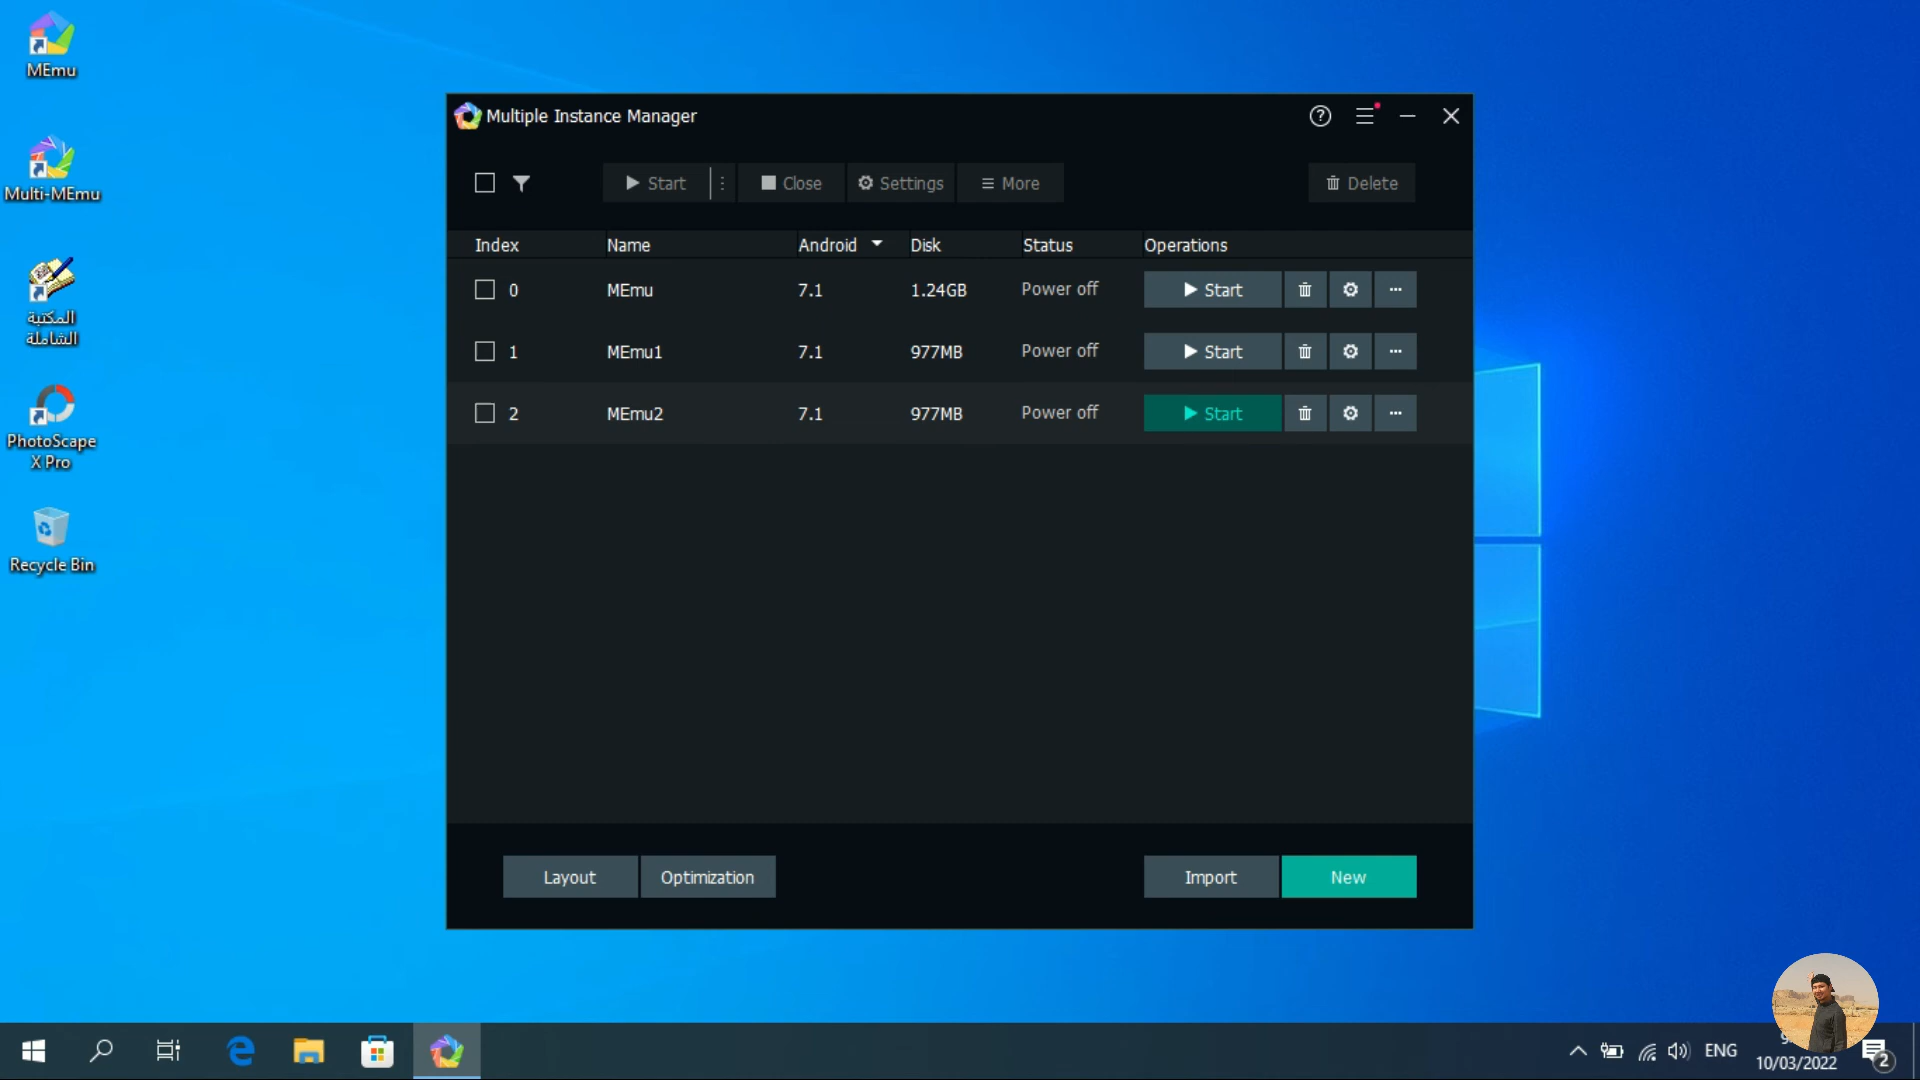 MEmu
Multi-MEmu
المكتبة
الشاملة
PhotoScape
X Pro
Recycle Bin
Multiple Instance Manager
Start
Close
Settings
More
Delete
Index Name Android Disk Status Operations
0 MEmu 7.1 1.24GB Power off Start
1 MEmu1 7.1 977MB Power off Start
2 MEmu2 7.1 977MB Power off Start
Layout
Optimization
Import
New
ENG
10/03/2022
2